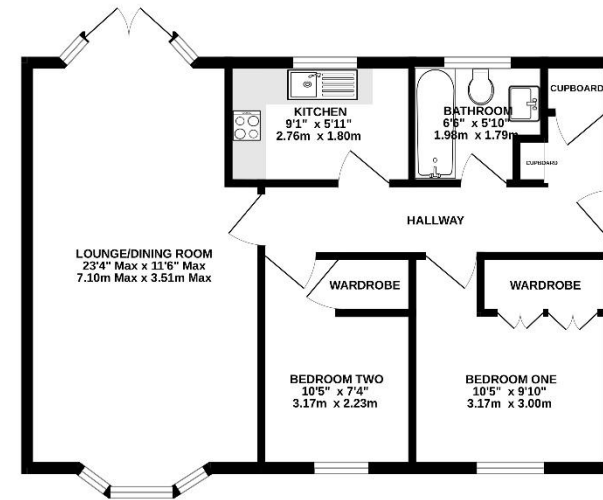 KITCHEN
9'1" x 5'11"
2.76m x 1.80m
BATHROOM
6'6" x 5'10"
1.98m x 1.79m
CUPBOARD
CUPBOARD
HALLWAY
LOUNGE/DINING ROOM
23'4" Max x 11'6" Max
7.10m Max x 3.51m Max
WARDROBE
WARDROBE
BEDROOM TWO
10'5" x 7'4"
3.17m x 2.23m
BEDROOM ONE
10'5" x 9'10"
3.17m x 3.00m